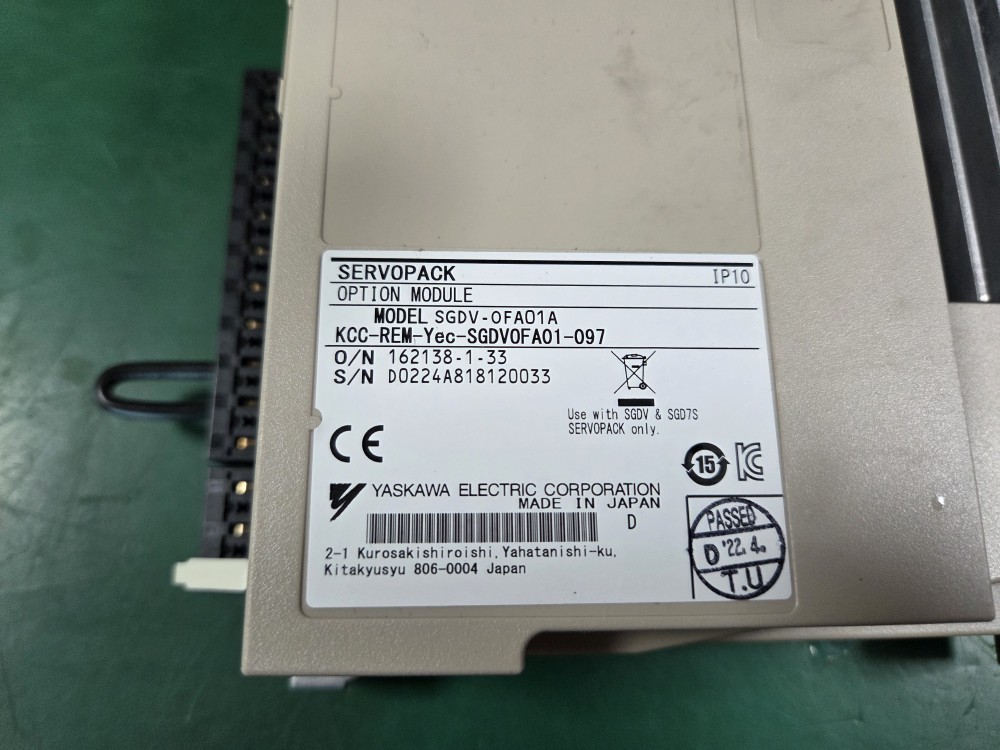 SERVOPACK IP10
OPTION MODULE
MODEL SGDV-OFA01A
KCC-REM-Yec-SGDVOFA01-097
O/N 162138-1-33
S/N D0224A818120033
Use with SGDV & SGD7S
SERVOPACK only.
CE
15
YASKAWA ELECTRIC CORPORATION
MADE IN JAPAN
D
2-1 Kurosakishiroishi, Yahatanishi-ku,
Kitakyusyu 806-0004 Japan
PASSED
D '22.4.
T.U